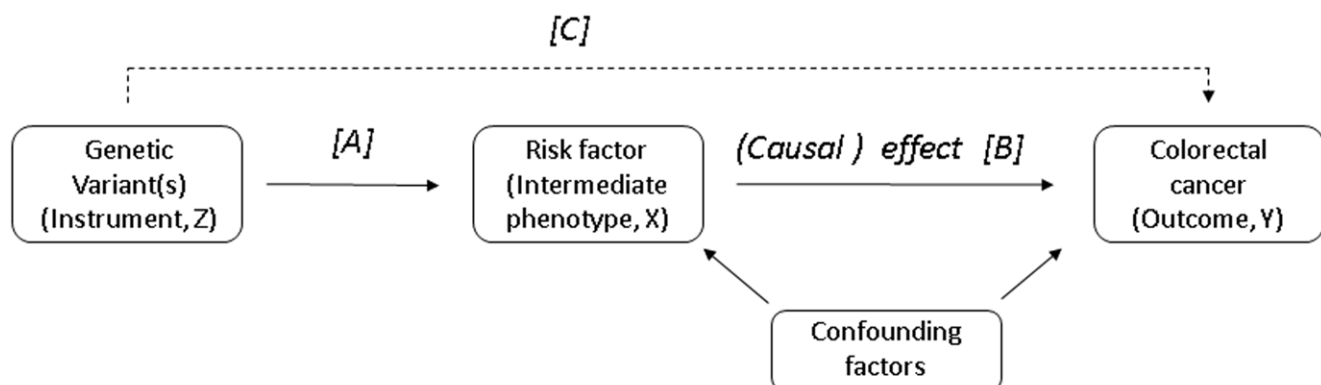 [C]
[A]
(Causal ) effect [B]
Genetic
Variant(s)
(Instrument, Z)
Risk factor
(Intermediate
phenotype, X)
Colorectal
cancer
(Outcome, Y)
Confounding
factors